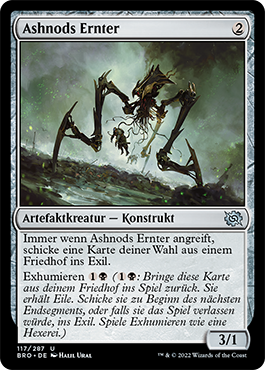 Ashnods Ernter 2
Artefaktkreatur — Konstrukt
Immer wenn Ashnods Ernter angreift,
schicke eine Karte deiner Wahl aus einem
Friedhof ins Exil.
Exhumieren 1 (1: Bringe diese Karte
aus deinem Friedhof ins Spiel zurück. Sie
erhält Eile. Schicke sie zu Beginn des nächsten
Endsegments, oder falls sie das Spiel verlassen
würde, ins Exil. Spiele Exhumieren wie eine
Hexerei.)
3/1
117/287 U
BRO • DE Halil Ural
™ & © 2022 Wizards of the Coast